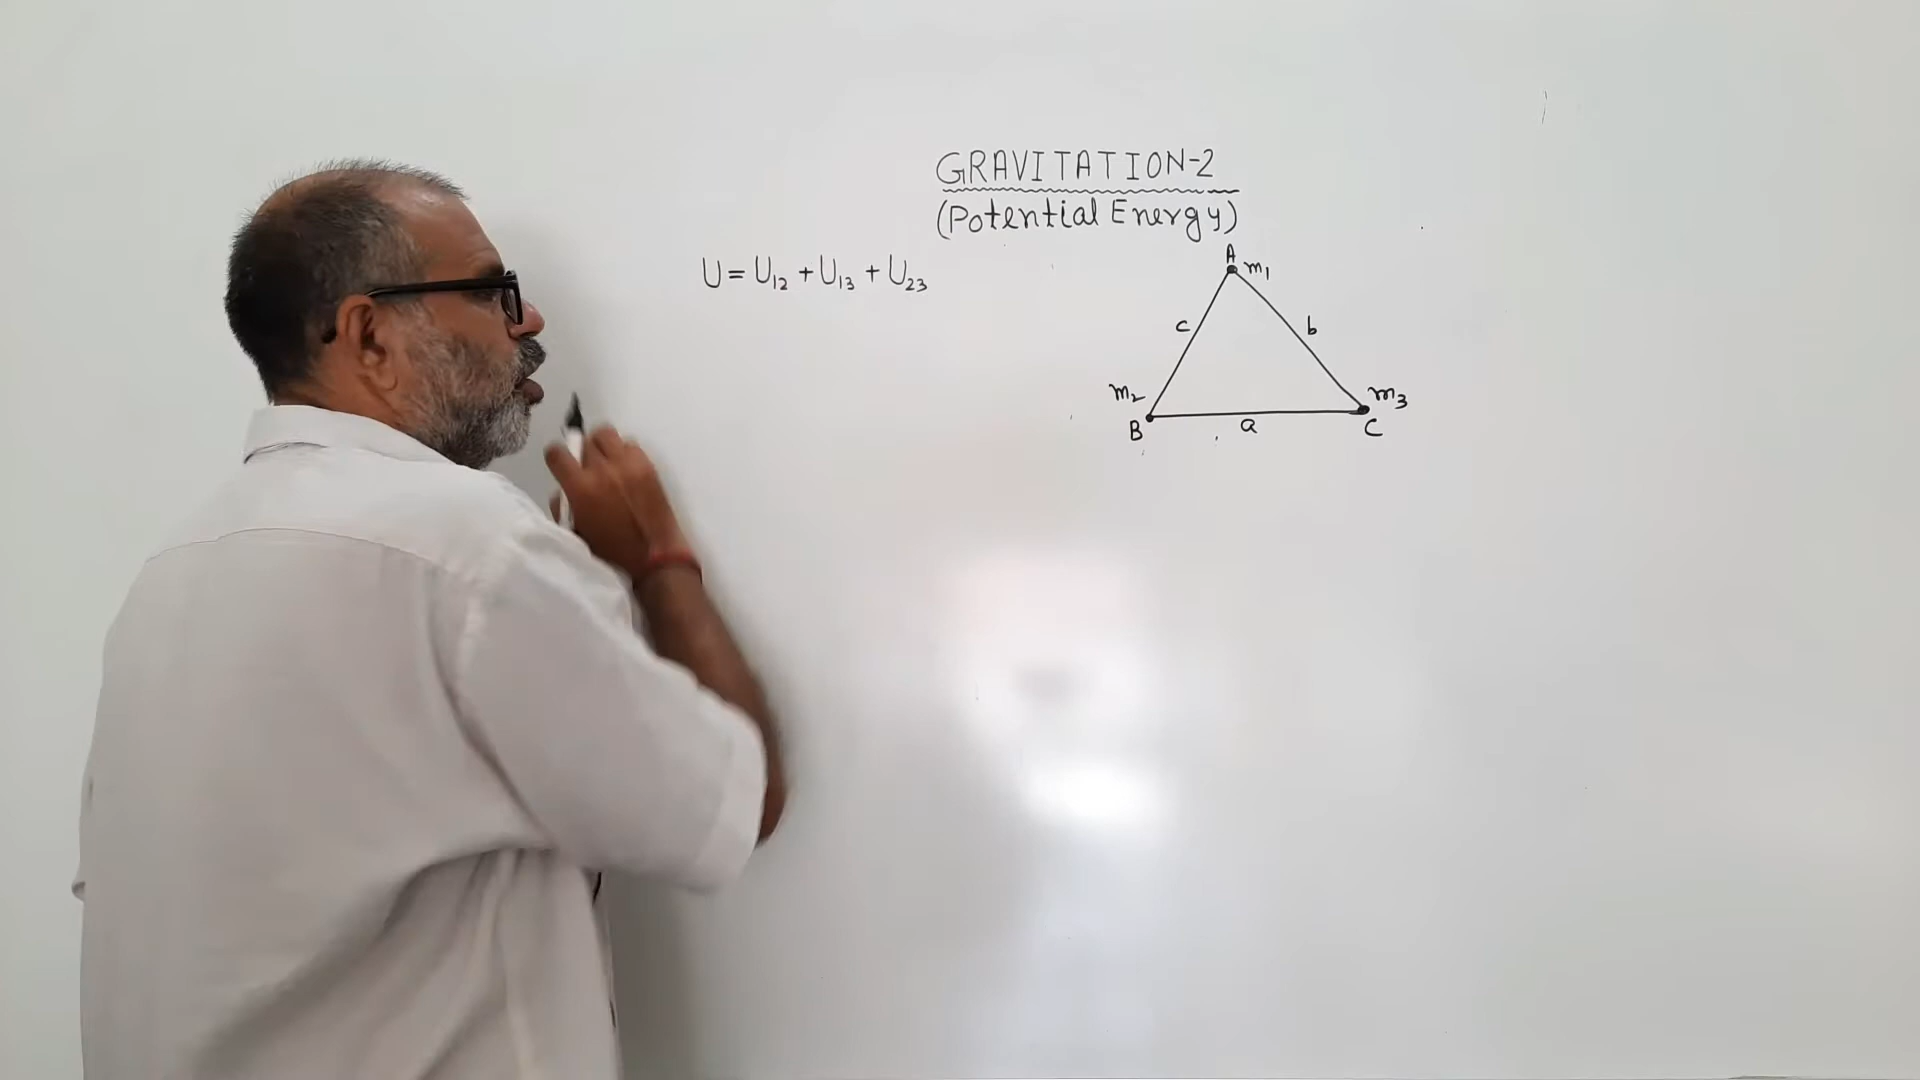 GRAVITATION-2
(Potential Energy)
U = U₁₂ + U₁₃ + U₂₃
A
m₁
c
b
m₂
m₃
B
a
C